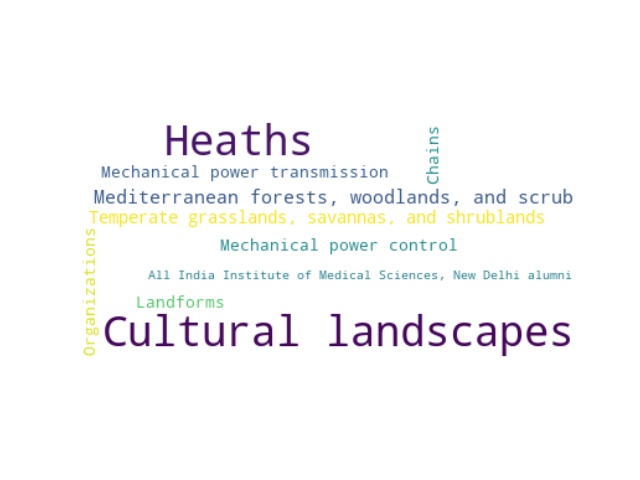 Heaths
Chains
Mechanical power transmission
Mediterranean forests, woodlands, and scrub
Temperate grasslands, savannas, and shrublands
Organizations
Mechanical power control
All India Institute of Medical Sciences, New Delhi alumni
Landforms
Cultural landscapes